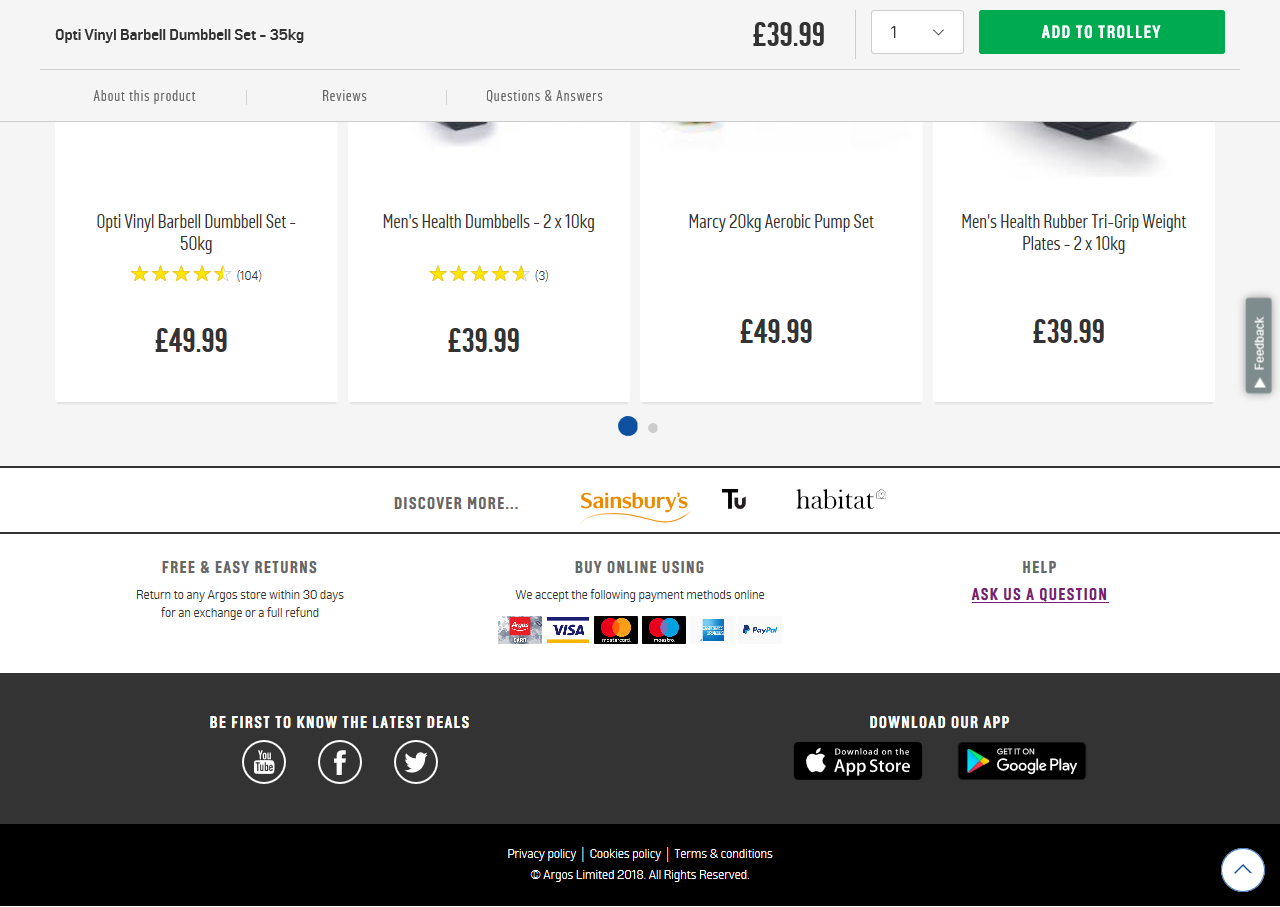 Opti Vinyl Barbell Dumbbell Set - 35kg
£39.99
1
ADD TO TROLLEY
About this product
Reviews
Questions & Answers
Opti Vinyl Barbell Dumbbell Set -
50kg
(104)
£49.99
Men's Health Dumbbells - 2 x 10kg
(3)
£39.99
Marcy 20kg Aerobic Pump Set
£49.99
Men's Health Rubber Tri-Grip Weight
Plates - 2 x 10kg
£39.99
Feedback
DISCOVER MORE...
Sainsbury's
Tu
habitat
FREE & EASY RETURNS
Return to any Argos store within 30 days
for an exchange or a full refund
BUY ONLINE USING
We accept the following payment methods online
Argos
CARD
VISA
mastercard
maestro
AMERICAN
EXPRESS
PayPal
HELP
ASK US A QUESTION
BE FIRST TO KNOW THE LATEST DEALS
You
Tube
DOWNLOAD OUR APP
Download on the
App Store
GET IT ON
Google Play
Privacy policy | Cookies policy | Terms & conditions
© Argos Limited 2018. All Rights Reserved.